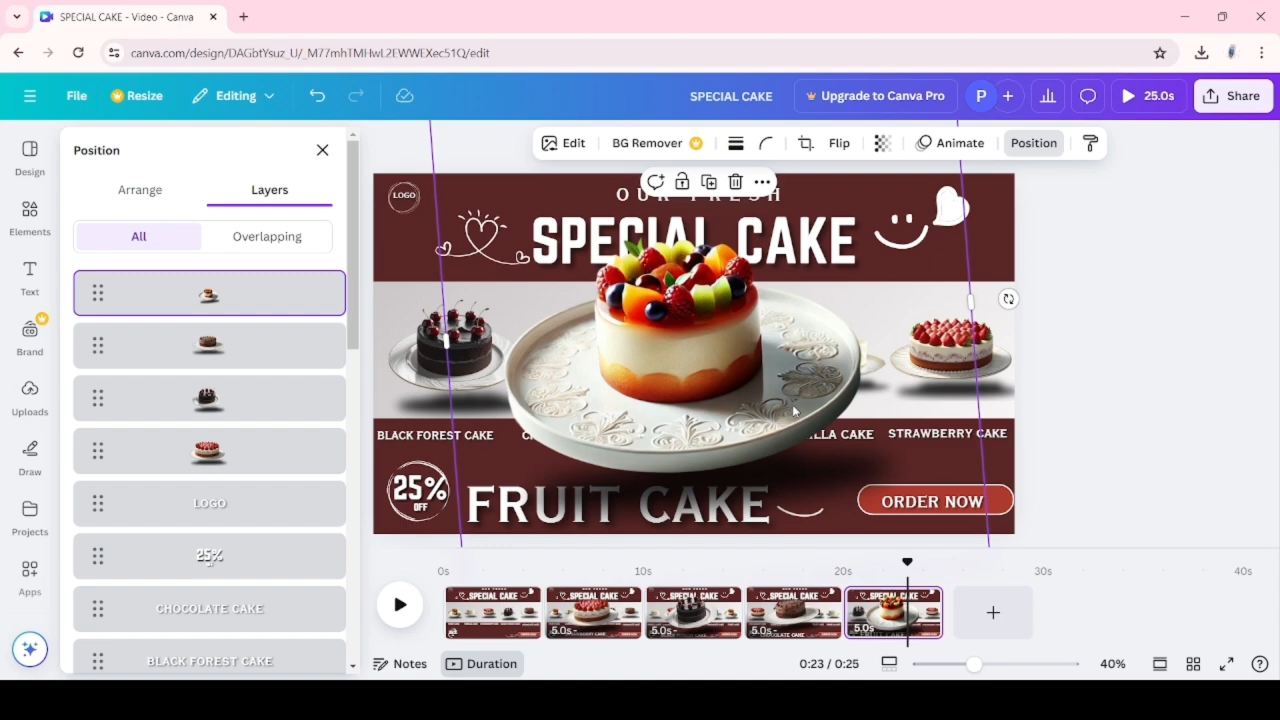 SPECIAL CAKE - Video - Canva
canva.com/design/DAGbtYsuz_U/_M77mhTMHwL2EWWEXec51Q/edit
File
Resize
Editing
SPECIAL CAKE
Upgrade to Canva Pro
P
25.0s
Share
Design
Elements
Text
Brand
Uploads
Draw
Projects
Apps
Position
Arrange
Layers
All
Overlapping
LOGO
25%
CHOCOLATE CAKE
BLACK FOREST CAKE
Edit
BG Remover
Flip
Animate
Position
LOGO
OUR FRESH
SPECIAL CAKE
BLACK FOREST CAKE
STRAWBERRY CAKE
25%
OFF
FRUIT CAKE
ORDER NOW
0s
10s
20s
30s
40s
5.0s
5.0s
5.0s
5.0s
Notes
Duration
0:23 / 0:25
40%